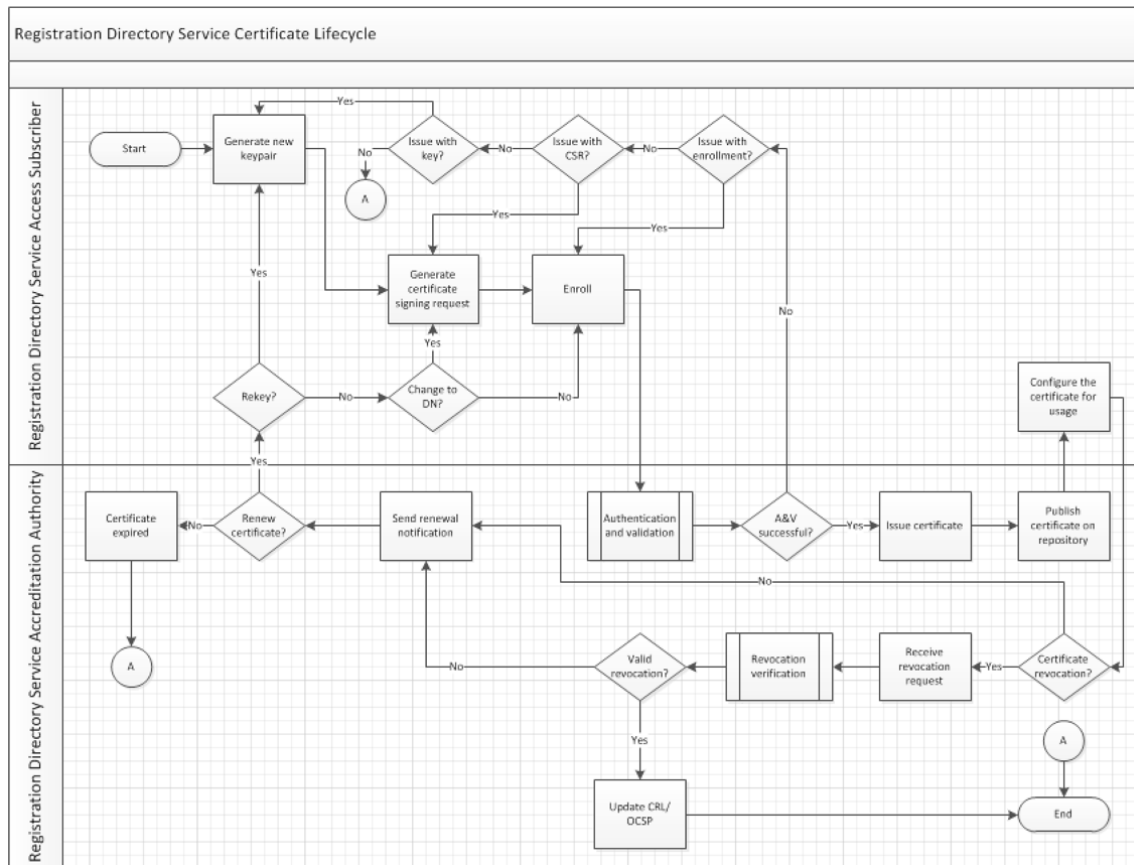 Registration Directory Service Certificate Lifecycle
Registration Directory Service Access Subscriber
Yes
Start
Generate new
keypair
Issue with
key?
No
Issue with
CSR?
No
Issue with
enrollment?
No
A
Yes
Yes
Yes
Generate
certificate
signing request
Enroll
No
Yes
Rekey?
No
Change to
DN?
No
Configure the
certificate for
usage
Yes
Registration Directory Service Accreditation Authority
Certificate
expired
No
Renew
certificate?
Send renewal
notification
Authentication
and validation
A&V
successful?
Yes
Issue certificate
Publish
certificate on
repository
No
A
No
Valid
revocation?
Revocation
verification
Receive
revocation
request
Yes
Certificate
revocation?
Yes
A
Update CRL/
OCSP
End
No